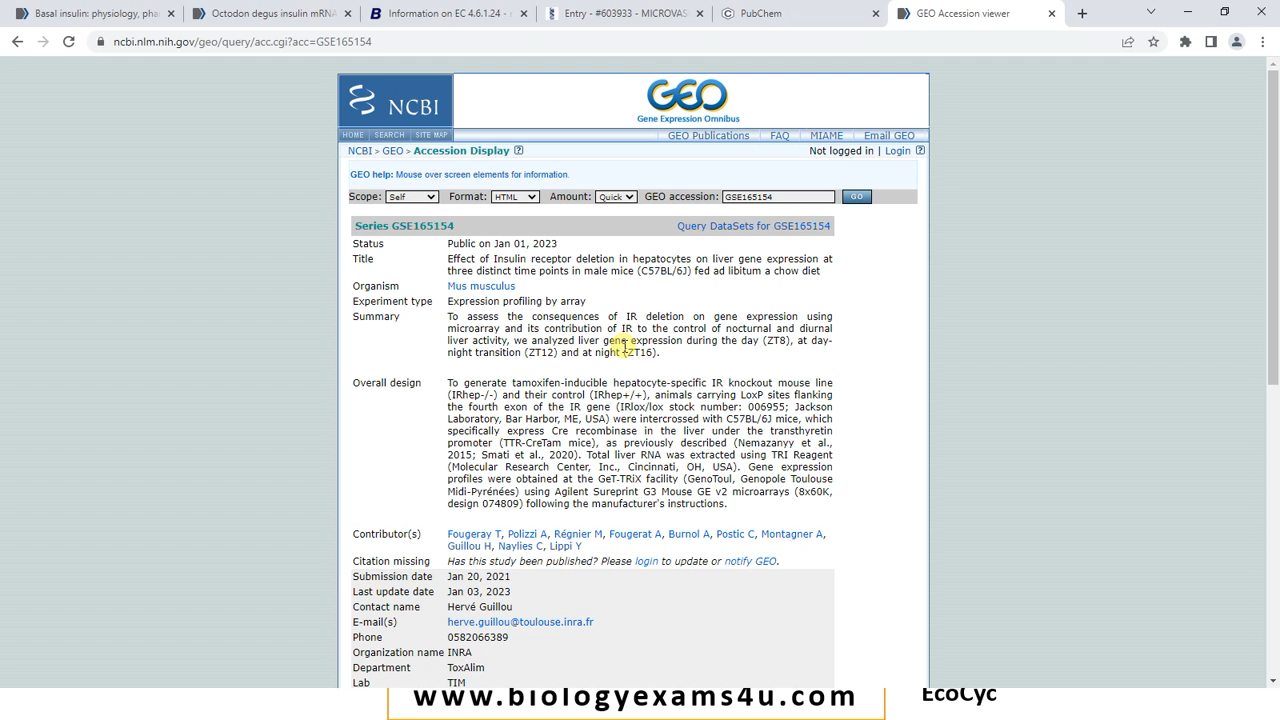 Basal insulin: physiology, pha
Octodon degus insulin mRNA
Information on EC 4.6.1.24 -
Entry - #603933 - MICROVAS
PubChem
GEO Accession viewer
ncbi.nlm.nih.gov/geo/query/acc.cgi?acc=GSE165154
NCBI
GEO
Gene Expression Omnibus
HOME SEARCH SITE MAP GEO Publications FAQ MIAME Email GEO
NCBI > GEO > Accession Display Not logged in | Login
GEO help: Mouse over screen elements for information.
Scope: Self Format: HTML Amount: Quick GEO accession: GSE165154 GO
Series GSE165154 Query DataSets for GSE165154
Status Public on Jan 01, 2023
Title Effect of Insulin receptor deletion in hepatocytes on liver gene expression at
three distinct time points in male mice (C57BL/6J) fed ad libitum a chow diet
Organism Mus musculus
Experiment type Expression profiling by array
Summary To assess the consequences of IR deletion on gene expression using
microarray and its contribution of IR to the control of nocturnal and diurnal
liver activity, we analyzed liver gene expression during the day (ZT8), at day-
night transition (ZT12) and at night (ZT16).
Overall design To generate tamoxifen-inducible hepatocyte-specific IR knockout mouse line
(IRhep-/-) and their control (IRhep+/+), animals carrying LoxP sites flanking
the fourth exon of the IR gene (IRlox/lox stock number: 006955; Jackson
Laboratory, Bar Harbor, ME, USA) were intercrossed with C57BL/6J mice, which
specifically express Cre recombinase in the liver under the transthyretin
promoter (TTR-CreTam mice), as previously described (Nemazanyy et al.,
2015; Smati et al., 2020). Total liver RNA was extracted using TRI Reagent
(Molecular Research Center, Inc., Cincinnati, OH, USA). Gene expression
profiles were obtained at the GeT-TRiX facility (GenoToul, Genopole Toulouse
Midi-Pyrénées) using Agilent Sureprint G3 Mouse GE v2 microarrays (8x60K,
design 074809) following the manufacturer's instructions.
Contributor(s) Fougeray T, Polizzi A, Régnier M, Fougerat A, Burnol A, Postic C, Montagner A,
Guillou H, Naylies C, Lippi Y
Citation missing Has this study been published? Please login to update or notify GEO.
Submission date Jan 20, 2021
Last update date Jan 03, 2023
Contact name Hervé Guillou
E-mail(s) herve.guillou@toulouse.inra.fr
Phone 0582066389
Organization name INRA
Department ToxAlim
Lab TIM
www.biologyexams4u.com
EcoCyc